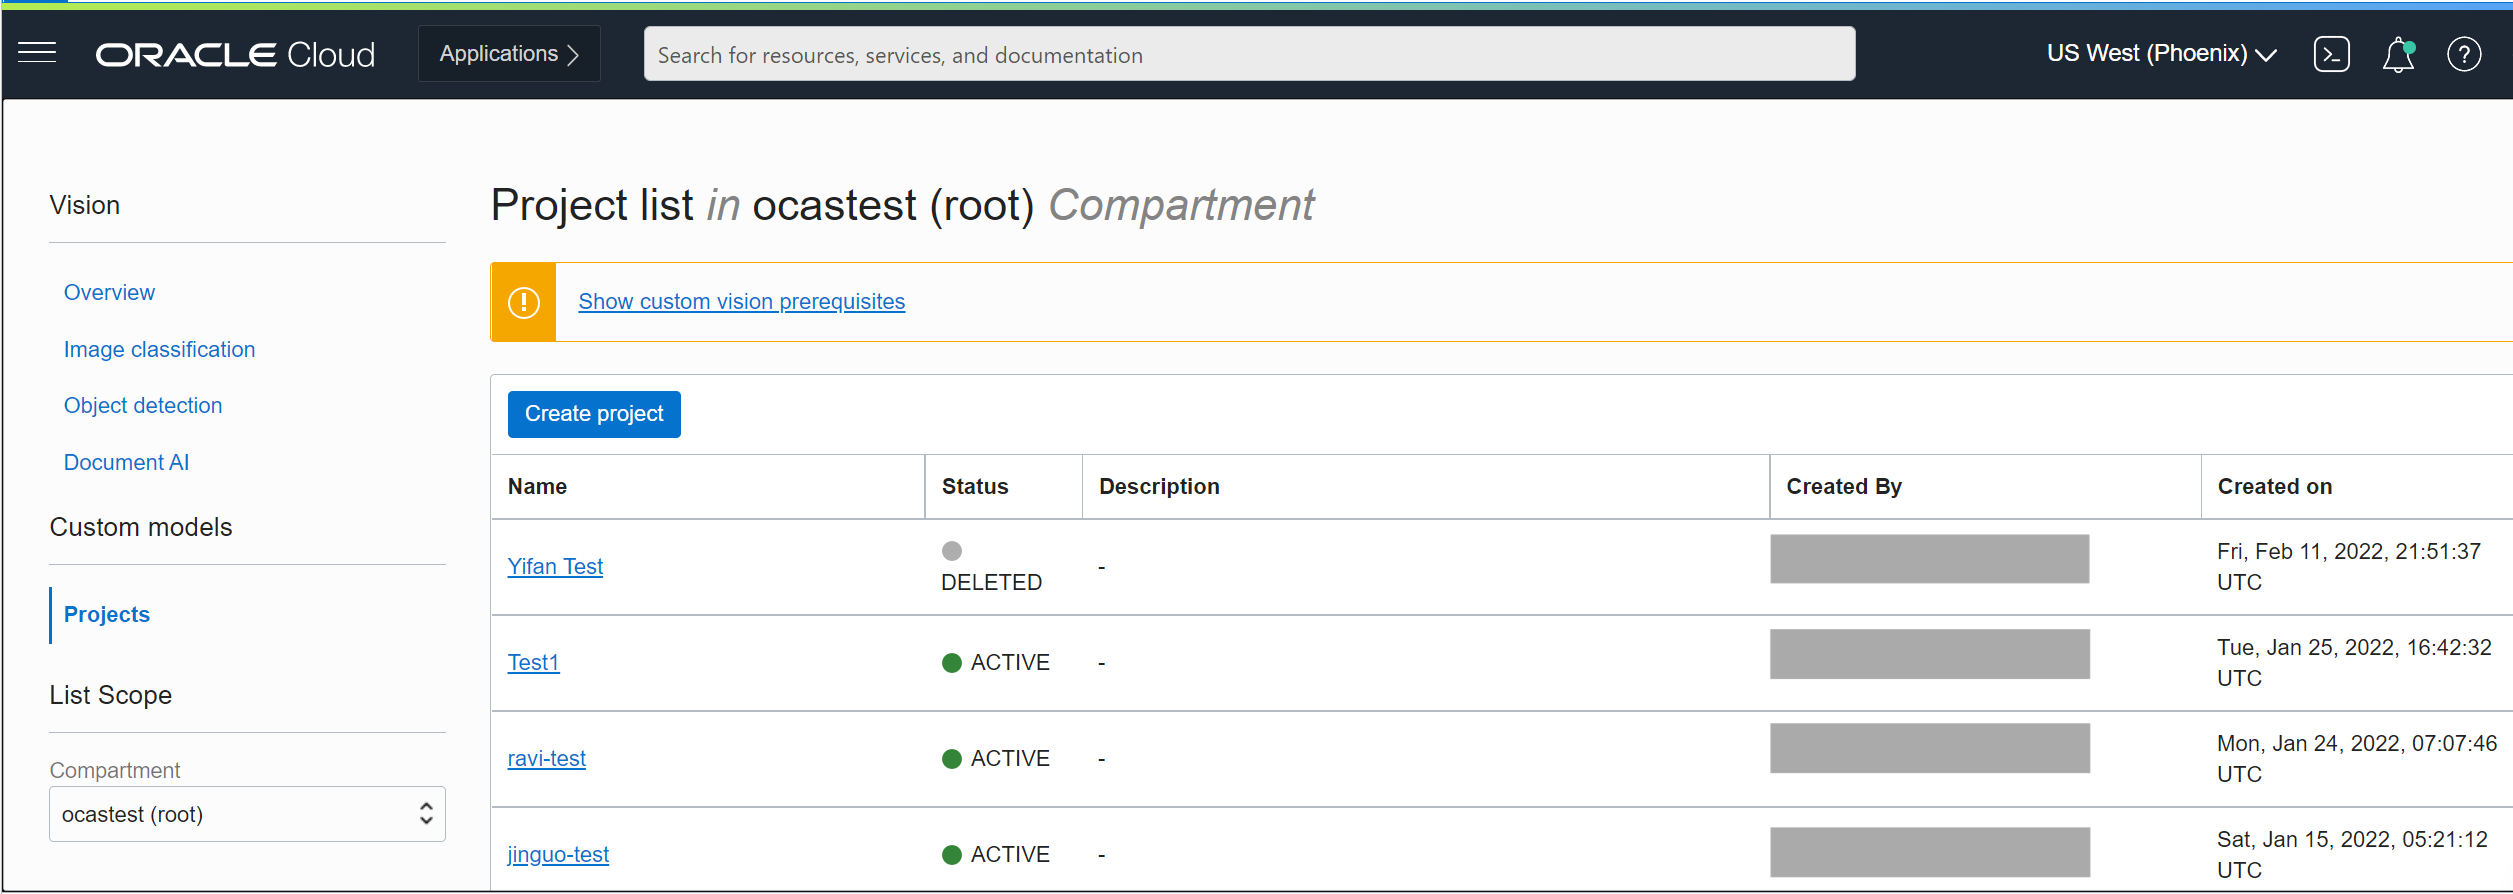 ORACLE Cloud
Applications
Search for resources, services, and documentation
US West (Phoenix)
Vision
Overview
Image classification
Object detection
Document AI
Custom models
Projects
List Scope
Compartment
ocastest (root)
Project list in ocastest (root) Compartment
Show custom vision prerequisites
Create project
Name Status Description Created By Created on
Yifan Test DELETED - Fri, Feb 11, 2022, 21:51:37
UTC
Test1 ACTIVE - Tue, Jan 25, 2022, 16:42:32
UTC
ravi-test ACTIVE - Mon, Jan 24, 2022, 07:07:46
UTC
jinguo-test ACTIVE - Sat, Jan 15, 2022, 05:21:12
UTC